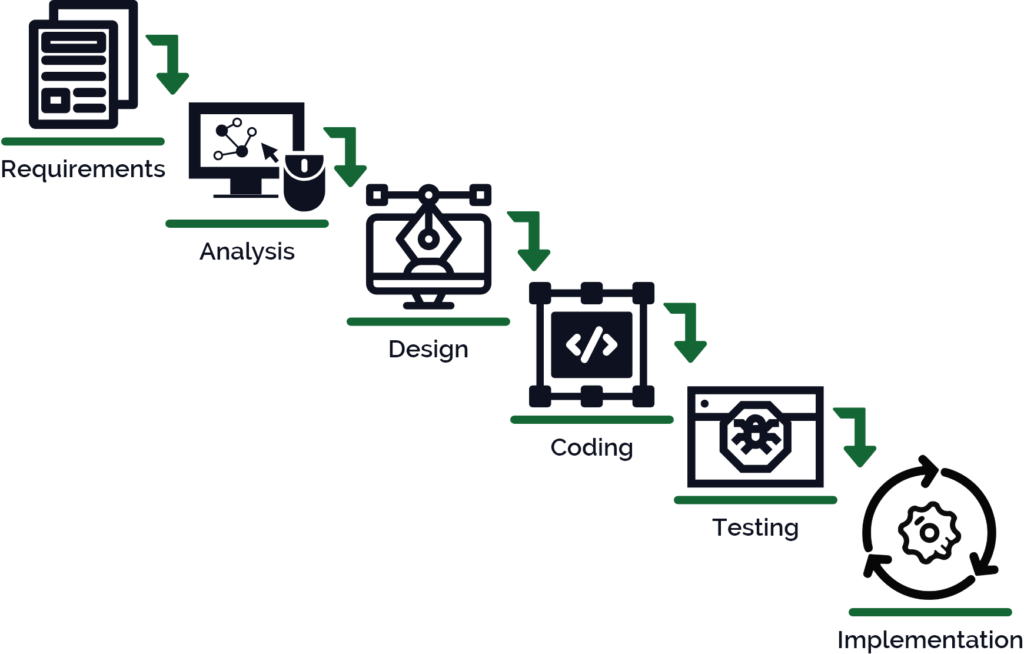 Requirements
Analysis
Design
</>
Coding
Testing
Implementation